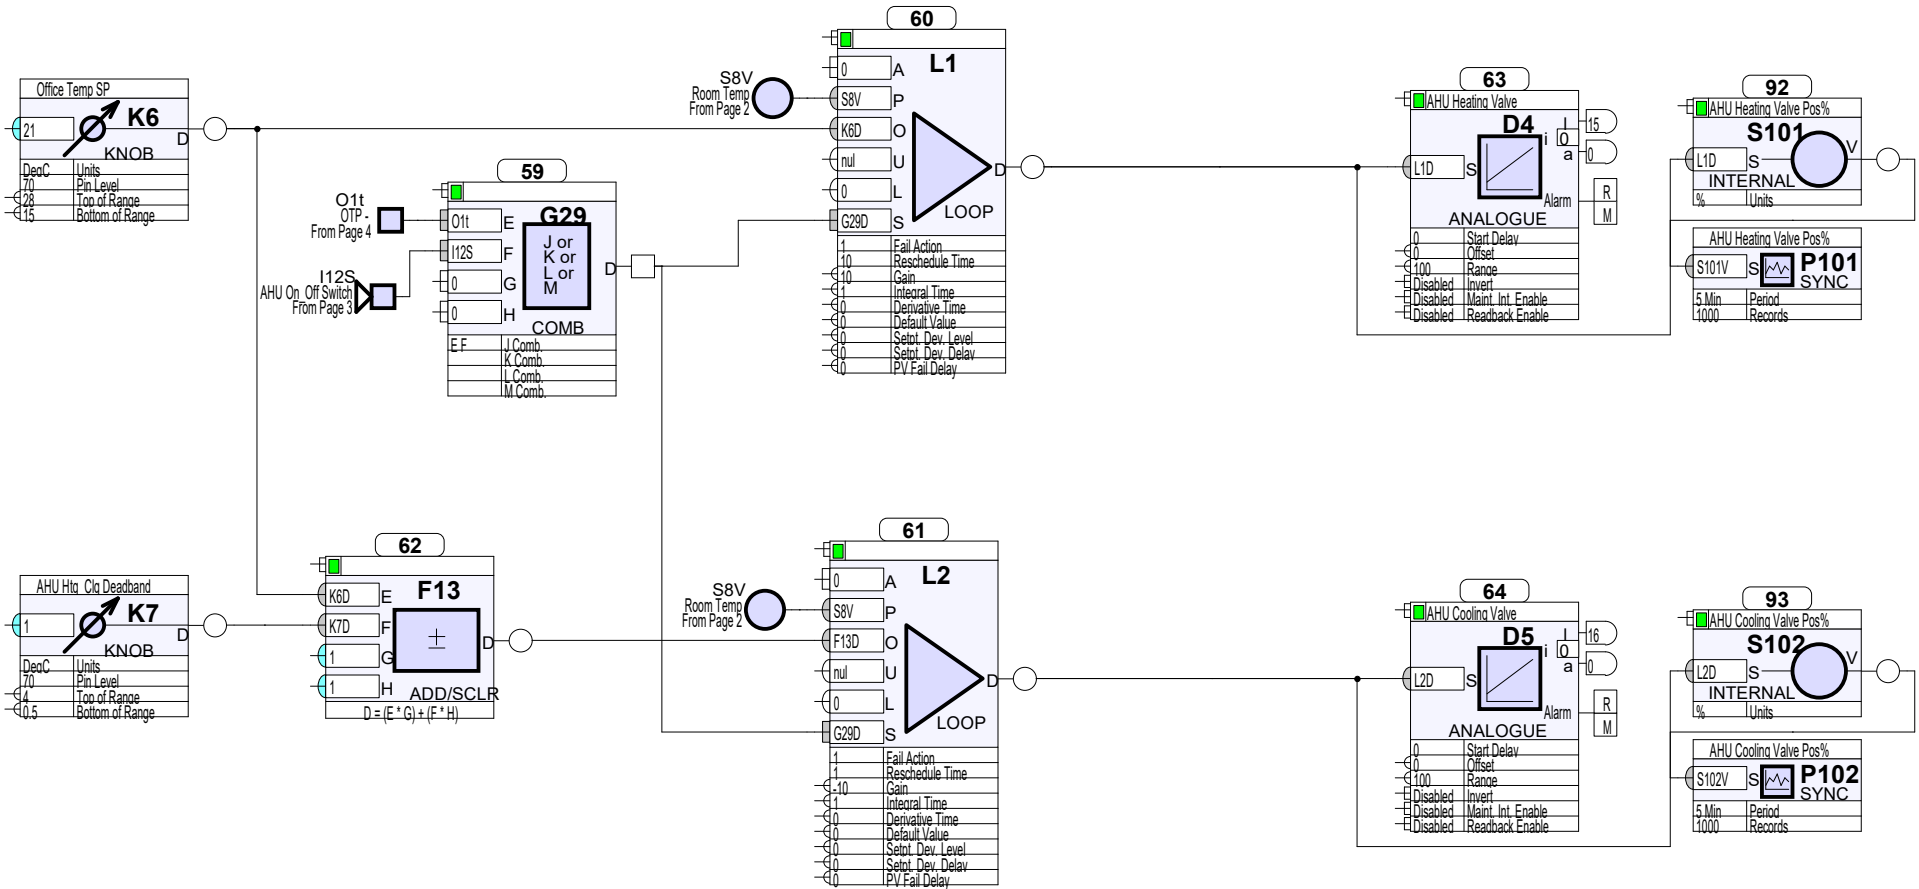 Office Temp SP
K6
21
D
KNOB
DegC Units
70 Pin Level
28 Top of Range
15 Bottom of Range
AHU Htg Clg Deadband
K7
1
D
KNOB
DegC Units
70 Pin Level
4 Top of Range
0.5 Bottom of Range
59
O1t
OTP -
From Page 4
I12S
AHU On Off Switch
From Page 3
G29
O1t E
I12S F
0 G
0 H
J or
K or
L or
M
D
COMB
E F J Comb.
K Comb.
L Comb.
M Comb.
62
F13
K6D E
K7D F
1 G
1 H
±
D
ADD/SCLR
D = (E * G) + (F * H)
60
S8V
Room Temp
From Page 2
L1
0 A
S8V P
K6D O
nul U
0 L
G29D S
D
LOOP
1 Fail Action
10 Reschedule Time
10 Gain
1 Integral Time
0 Derivative Time
0 Default Value
0 Setpt. Dev. Level
0 Setpt. Dev. Delay
0 PV Fail Delay
61
S8V
Room Temp
From Page 2
L2
0 A
S8V P
F13D O
nul U
0 L
G29D S
D
LOOP
1 Fail Action
1 Reschedule Time
-10 Gain
1 Integral Time
0 Derivative Time
0 Default Value
0 Setpt. Dev. Level
0 Setpt. Dev. Delay
0 PV Fail Delay
63
AHU Heating Valve
D4
L1D S
I 15
i 0
a 0
Alarm R
M
ANALOGUE
0 Start Delay
0 Offset
100 Range
Disabled Invert
Disabled Maint. Int. Enable
Disabled Readback Enable
92
AHU Heating Valve Pos%
S101
L1D S
V
INTERNAL
% Units
AHU Heating Valve Pos%
S101V S
P101
SYNC
5 Min Period
1000 Records
64
AHU Cooling Valve
D5
L2D S
I 16
i 0
a 0
Alarm R
M
ANALOGUE
0 Start Delay
0 Offset
100 Range
Disabled Invert
Disabled Maint. Int. Enable
Disabled Readback Enable
93
AHU Cooling Valve Pos%
S102
L2D S
V
INTERNAL
% Units
AHU Cooling Valve Pos%
S102V S
P102
SYNC
5 Min Period
1000 Records